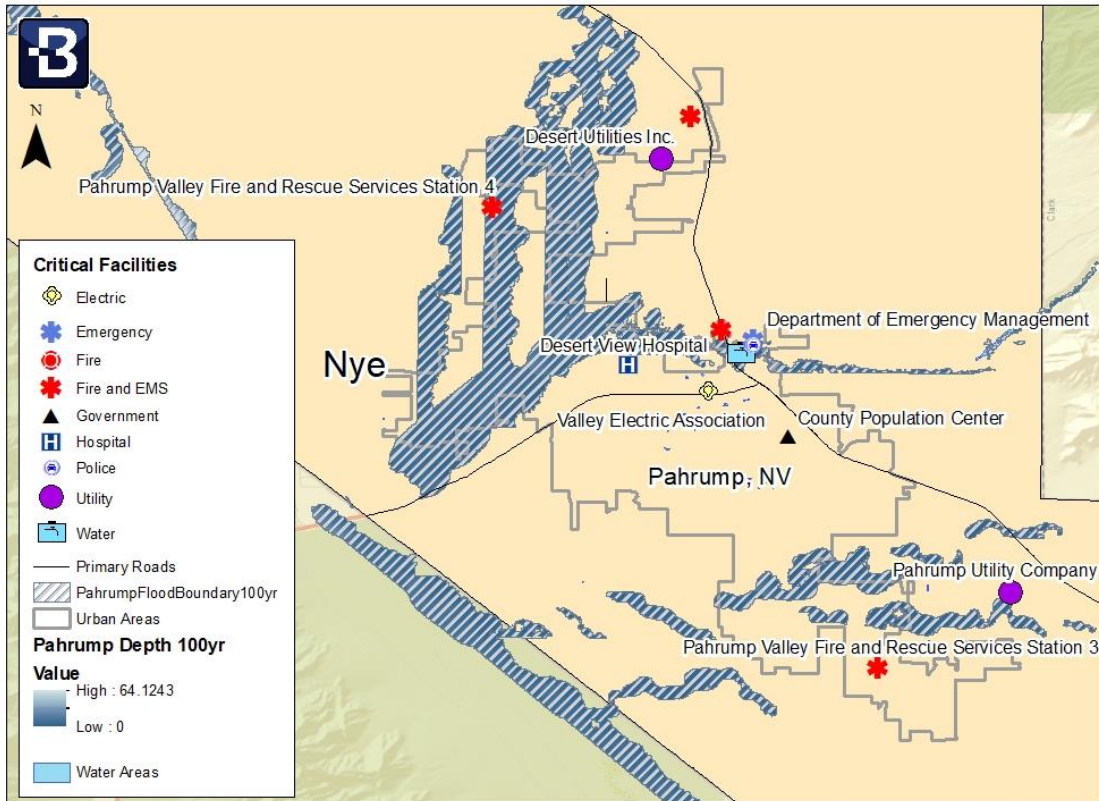 B
N
Desert Utilities Inc.
Pahrump Valley Fire and Rescue Services Station 4
Clark
Department of Emergency Management
Desert View Hospital
Nye
Valley Electric Association
County Population Center
Pahrump, NV
Pahrump Utility Company
Pahrump Valley Fire and Rescue Services Station 3
Critical Facilities
Electric
Emergency
Fire
Fire and EMS
Government
H Hospital
Police
Utility
Water
Primary Roads
PahrumpFloodBoundary100yr
Urban Areas
Pahrump Depth 100yr
Value
High : 64.1243
Low : 0
Water Areas
H